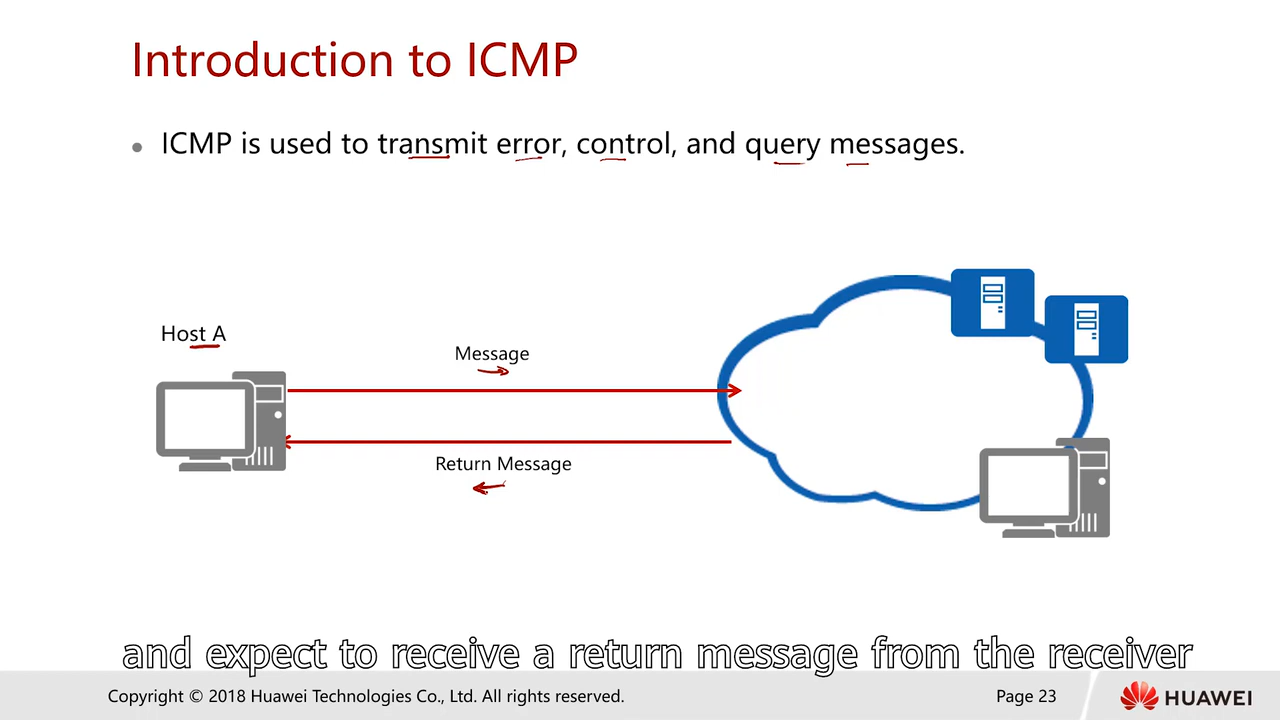 Introduction to ICMP
• ICMP is used to transmit error, control, and query messages.
Host A
Message
Return Message
and expect to receive a return message from the receiver
Copyright © 2018 Huawei Technologies Co., Ltd. All rights reserved.
Page 23
HUAWEI